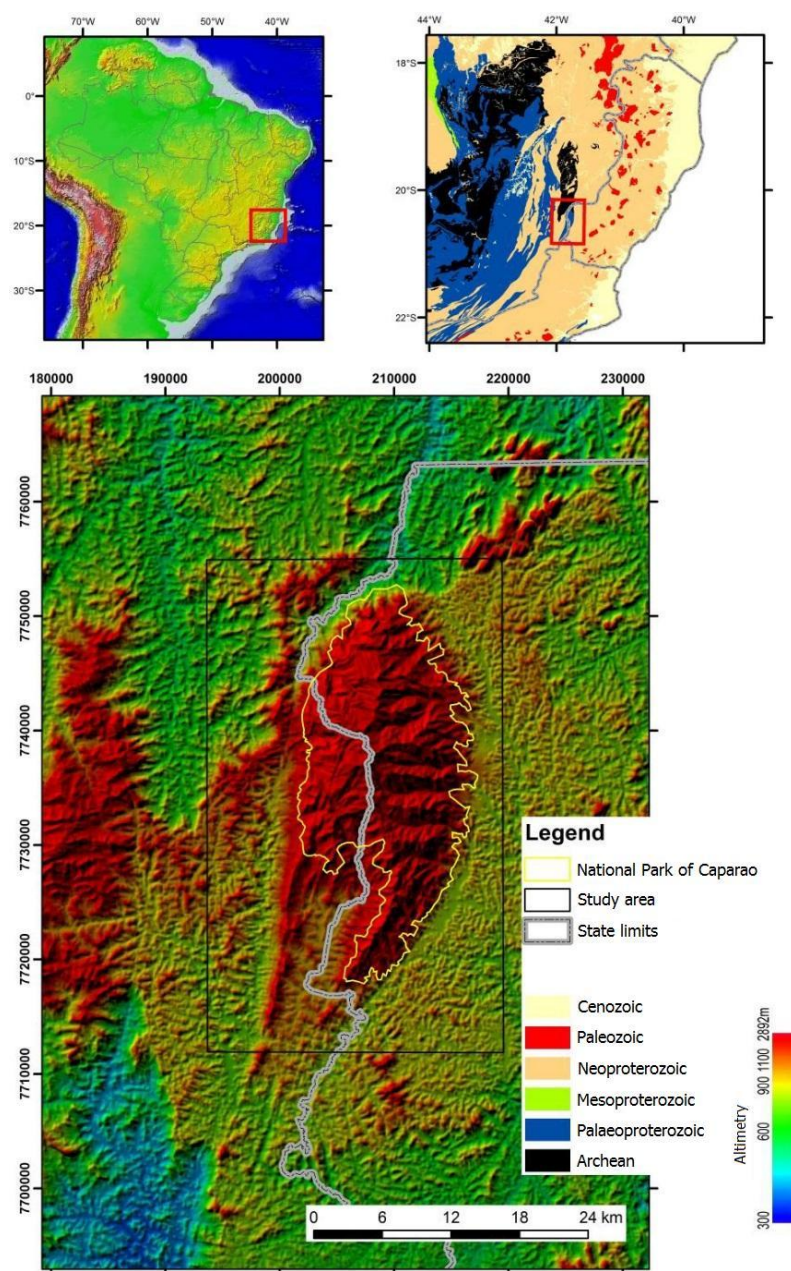 70°W 60°W 50°W 40°W
0°
10°S
20°S
30°S
44°W 42°W 40°W
18°S
20°S
22°S
180000 190000 200000 210000 220000 230000
7760000
7750000
7740000
7730000
7720000
7710000
7700000
Legend
National Park of Caparao
Study area
State limits
Cenozoic
Paleozoic
Neoproterozoic
Mesoproterozoic
Palaeoproterozoic
Archean
Altimetry
2892m
1100
900
600
300
0 6 12 18 24 km